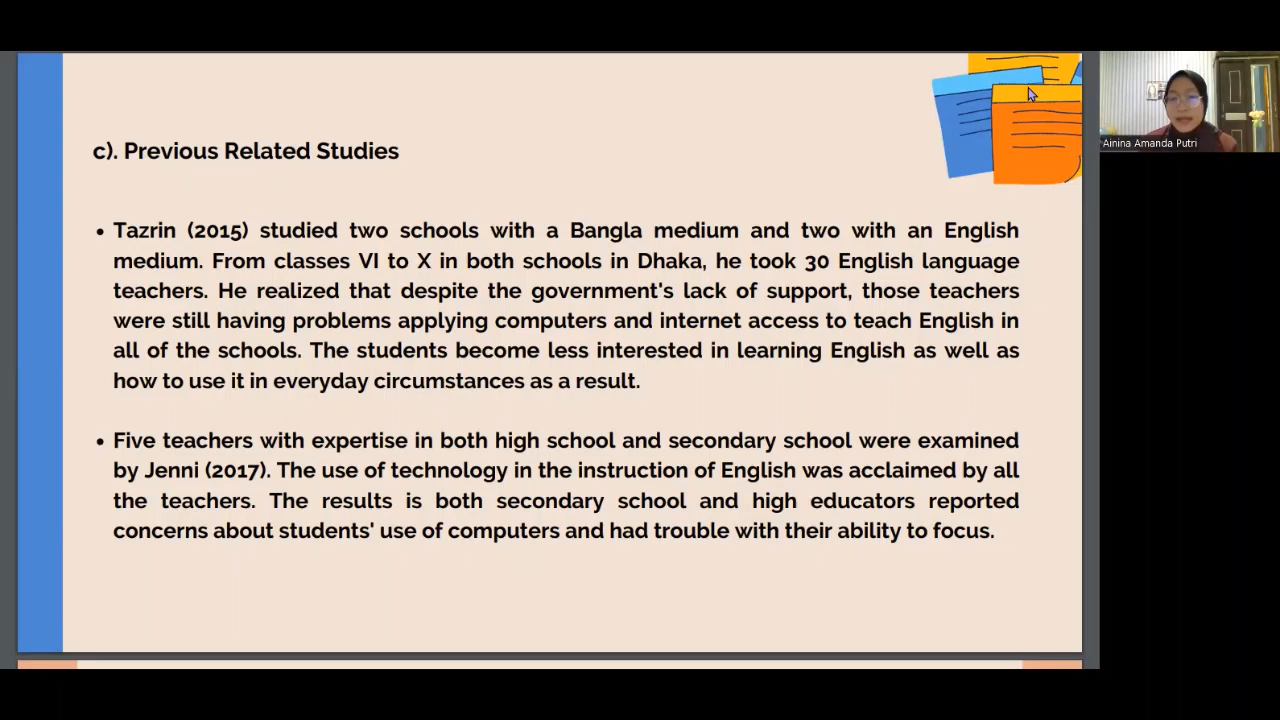 c). Previous Related Studies
• Tazrin (2015) studied two schools with a Bangla medium and two with an English
medium. From classes VI to X in both schools in Dhaka, he took 30 English language
teachers. He realized that despite the government's lack of support, those teachers
were still having problems applying computers and internet access to teach English in
all of the schools. The students become less interested in learning English as well as
how to use it in everyday circumstances as a result.
• Five teachers with expertise in both high school and secondary school were examined
by Jenni (2017). The use of technology in the instruction of English was acclaimed by all
the teachers. The results is both secondary school and high educators reported
concerns about students' use of computers and had trouble with their ability to focus.
Ainina Amanda Putri